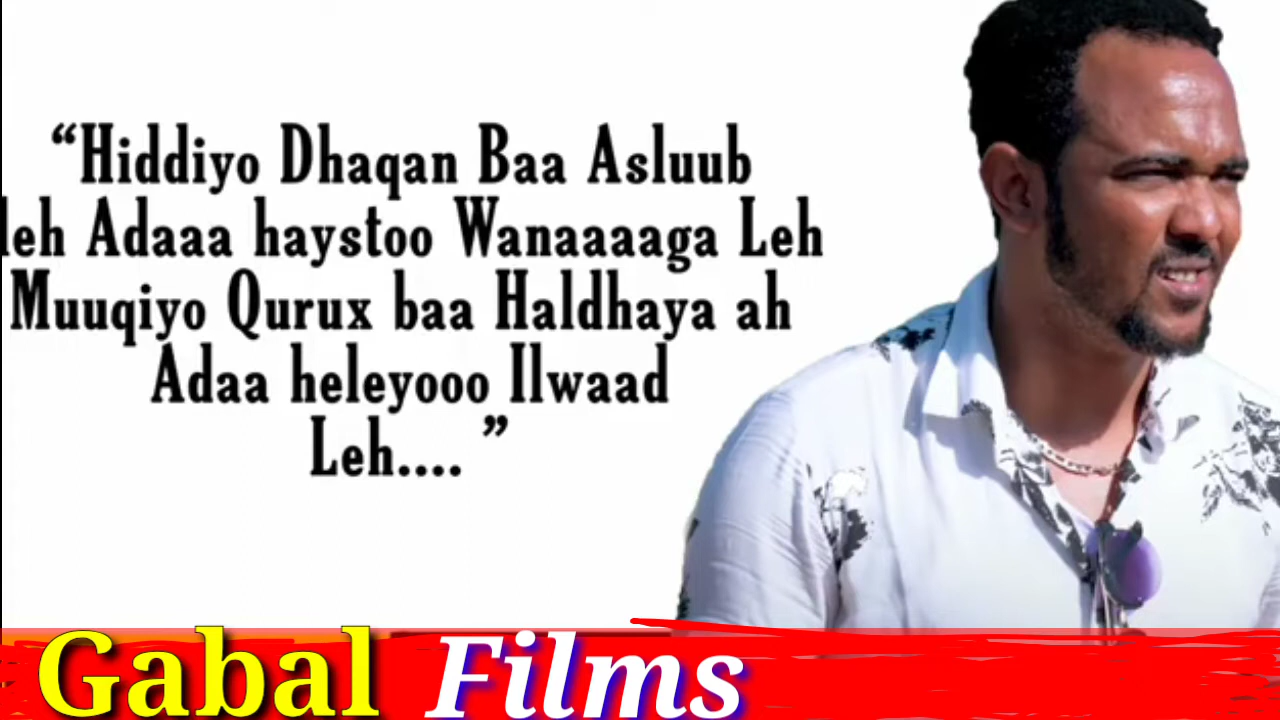 “Hiddiyo Dhaqan Baa Asluub
leh Adaaa haystoo Wanaaaaga Leh
Muuqiyo Qurux baa Haldhaya ah
Adaa heleyooo Ilwaad
Leh.... ”
Gabal Films